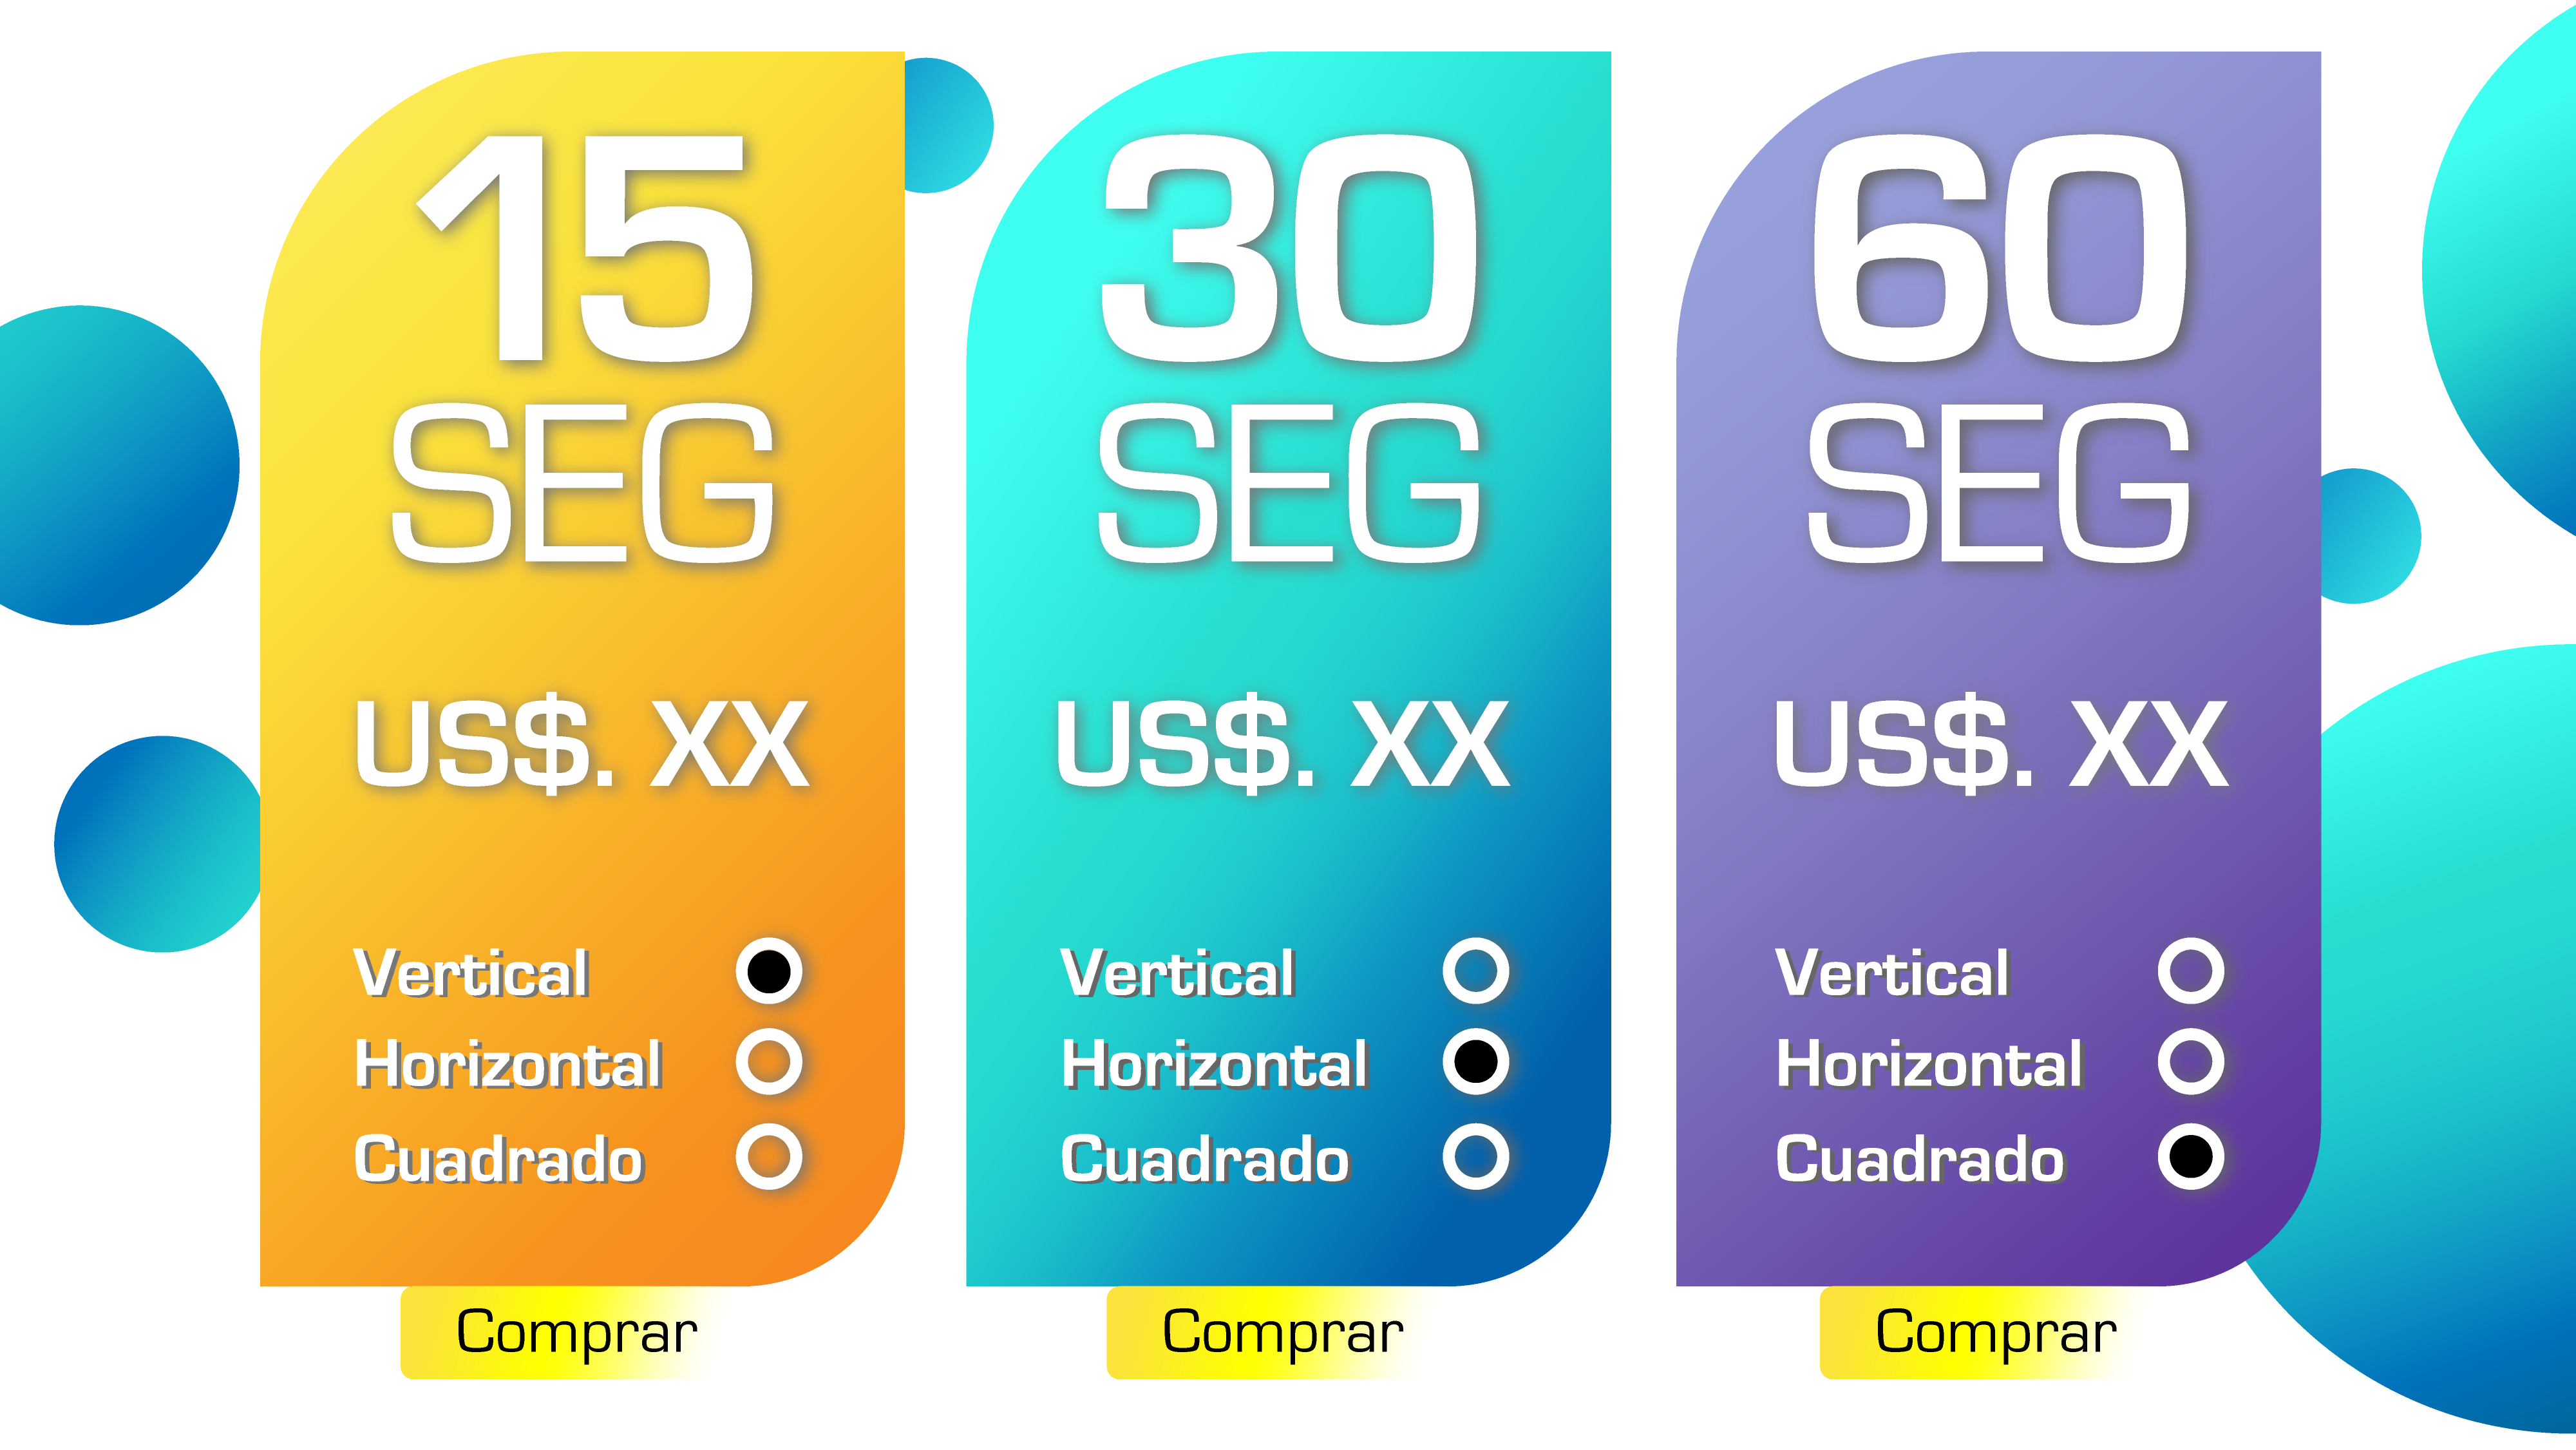 15
SEG
US$. XX
Vertical
Horizontal
Cuadrado
Comprar
30
SEG
US$. XX
Vertical
Horizontal
Cuadrado
Comprar
60
SEG
US$. XX
Vertical
Horizontal
Cuadrado
Comprar